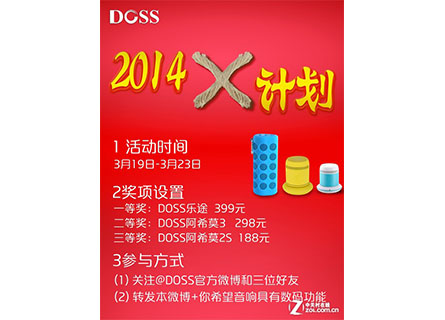 DOSS
2014 X 计划
1 活动时间
3月19日-3月23日
2奖项设置
一等奖：DOSS乐途 399元
二等奖：DOSS阿希莫3 298元
三等奖：DOSS阿希莫2S 188元
3参与方式
(1) 关注@DOSS官方微博和三位好友
(2) 转发本微博+你希望音响具有数码功能
中关村在线
ZOL.com.cn